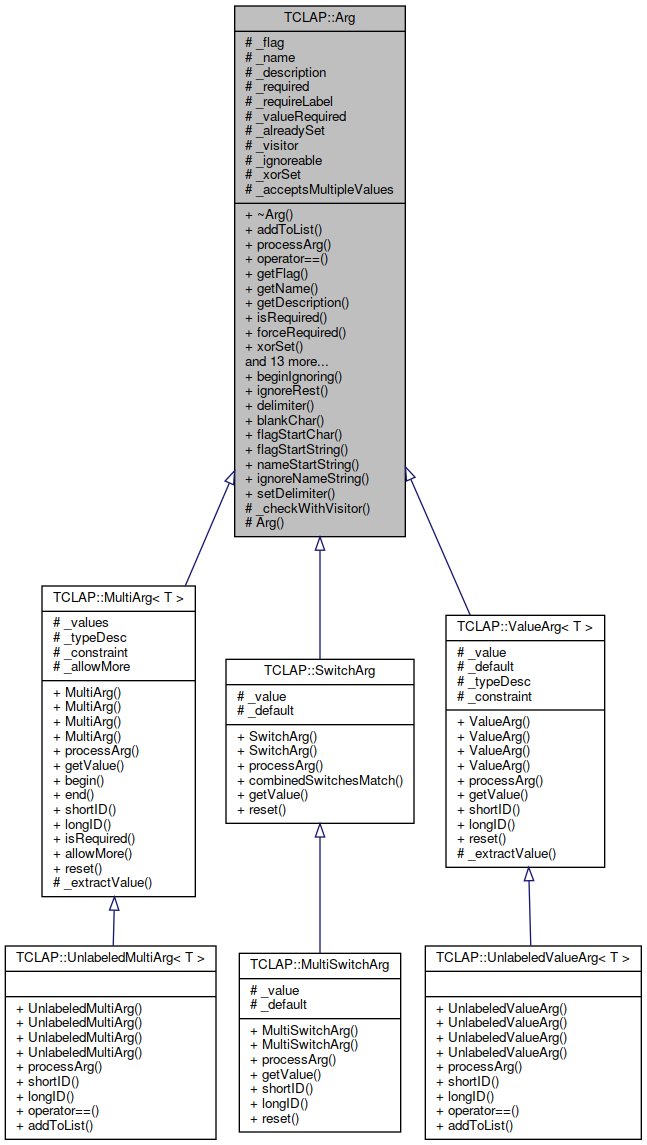 TCLAP::Arg
# _flag
# _name
# _description
# _required
# _requireLabel
# _valueRequired
# _alreadySet
# _visitor
# _ignoreable
# _xorSet
# _acceptsMultipleValues
+ ~Arg()
+ addToList()
+ processArg()
+ operator==()
+ getFlag()
+ getName()
+ getDescription()
+ isRequired()
+ forceRequired()
+ xorSet()
and 13 more...
+ beginIgnoring()
+ ignoreRest()
+ delimiter()
+ blankChar()
+ flagStartChar()
+ flagStartString()
+ nameStartString()
+ ignoreNameString()
+ setDelimiter()
# _checkWithVisitor()
# Arg()
TCLAP::MultiArg< T >
# _values
# _typeDesc
# _constraint
# _allowMore
+ MultiArg()
+ MultiArg()
+ MultiArg()
+ MultiArg()
+ processArg()
+ getValue()
+ begin()
+ end()
+ shortID()
+ longID()
+ isRequired()
+ allowMore()
+ reset()
# _extractValue()
TCLAP::SwitchArg
# _value
# _default
+ SwitchArg()
+ SwitchArg()
+ processArg()
+ combinedSwitchesMatch()
+ getValue()
+ reset()
TCLAP::ValueArg< T >
# _value
# _default
# _typeDesc
# _constraint
+ ValueArg()
+ ValueArg()
+ ValueArg()
+ ValueArg()
+ processArg()
+ getValue()
+ shortID()
+ longID()
+ reset()
# _extractValue()
TCLAP::UnlabeledMultiArg< T >
+ UnlabeledMultiArg()
+ UnlabeledMultiArg()
+ UnlabeledMultiArg()
+ UnlabeledMultiArg()
+ processArg()
+ shortID()
+ longID()
+ operator==()
+ addToList()
TCLAP::MultiSwitchArg
# _value
# _default
+ MultiSwitchArg()
+ MultiSwitchArg()
+ processArg()
+ getValue()
+ shortID()
+ longID()
+ reset()
TCLAP::UnlabeledValueArg< T >
+ UnlabeledValueArg()
+ UnlabeledValueArg()
+ UnlabeledValueArg()
+ UnlabeledValueArg()
+ processArg()
+ shortID()
+ longID()
+ operator==()
+ addToList()